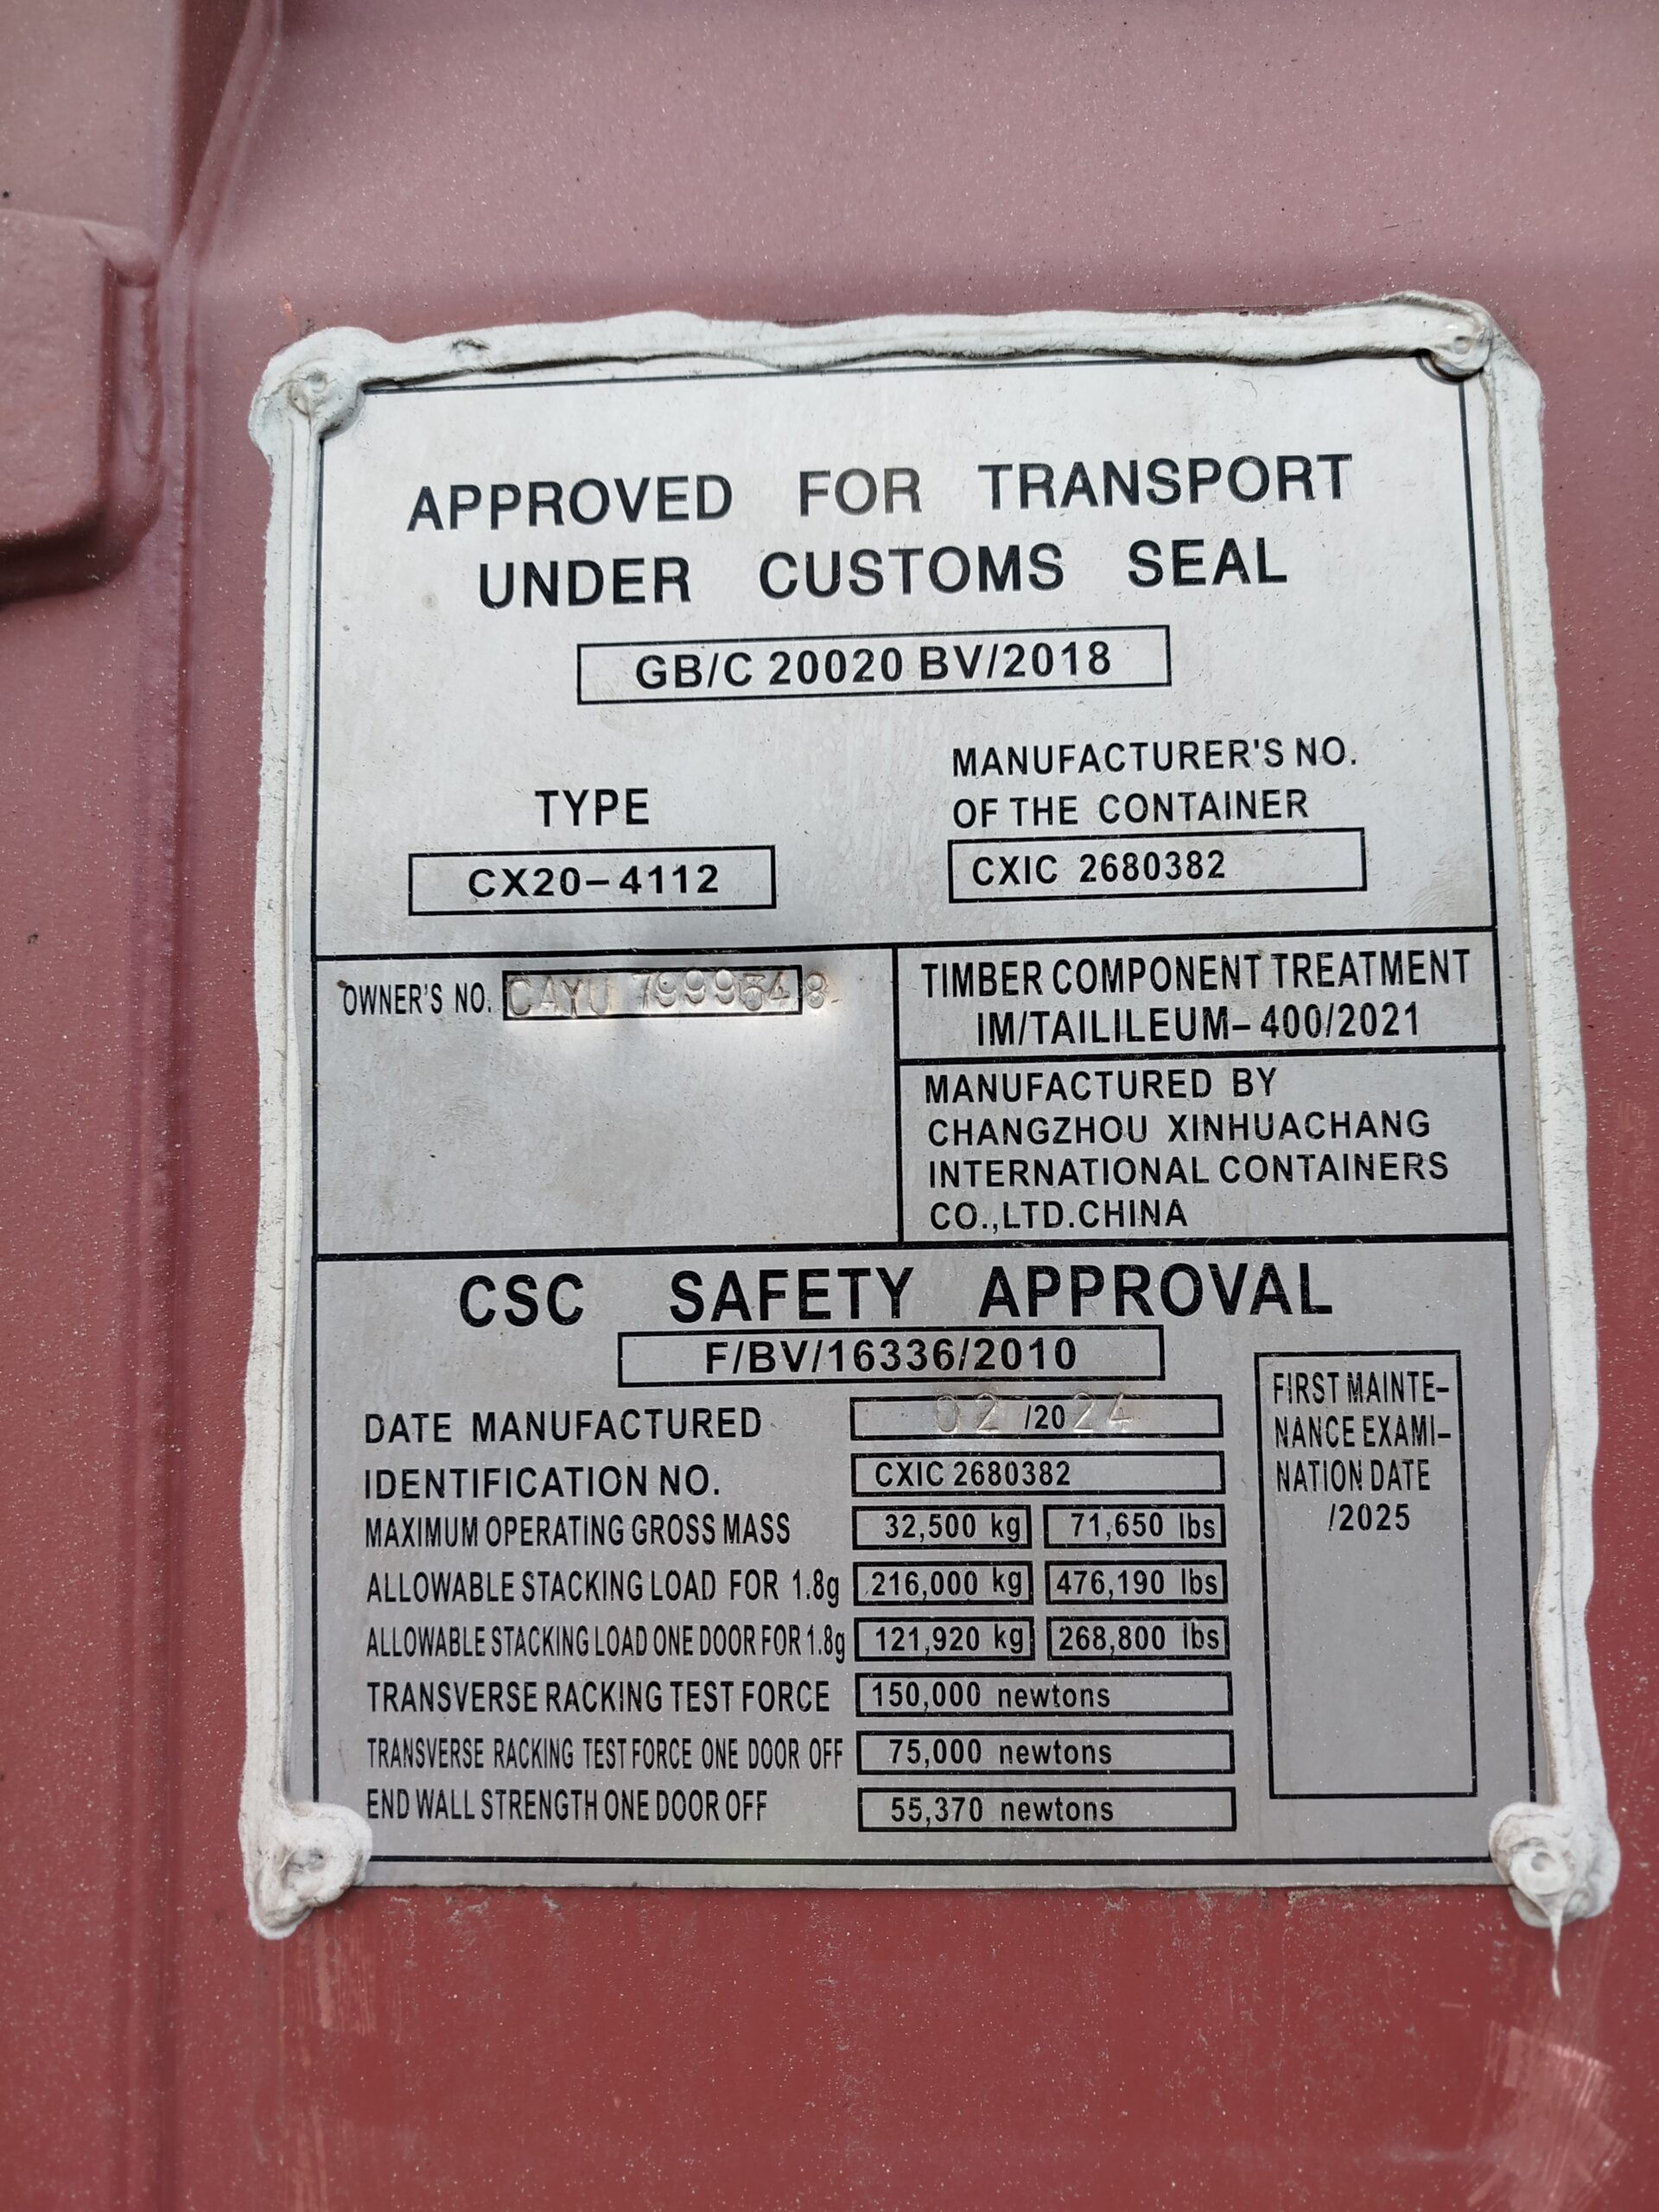 APPROVED FOR TRANSPORT
UNDER CUSTOMS SEAL
GB/C 20020 BV/2018
TYPE
CX20-4112
MANUFACTURER'S NO.
OF THE CONTAINER
CXIC 2680382
OWNER'S NO. CAYU 7999548
TIMBER COMPONENT TREATMENT
IM/TAILILEUM-400/2021
MANUFACTURED BY
CHANGZHOU XINHUACHANG
INTERNATIONAL CONTAINERS
CO.,LTD.CHINA
CSC SAFETY APPROVAL
F/BV/16336/2010
DATE MANUFACTURED 02 /20 24
IDENTIFICATION NO. CXIC 2680382
MAXIMUM OPERATING GROSS MASS 32,500 kg 71,650 lbs
ALLOWABLE STACKING LOAD FOR 1.8g 216,000 kg 476,190 lbs
ALLOWABLE STACKING LOAD ONE DOOR FOR 1.8g 121,920 kg 268,800 lbs
TRANSVERSE RACKING TEST FORCE 150,000 newtons
TRANSVERSE RACKING TEST FORCE ONE DOOR OFF 75,000 newtons
END WALL STRENGTH ONE DOOR OFF 55,370 newtons
FIRST MAINTE-
NANCE EXAMI-
NATION DATE
/2025